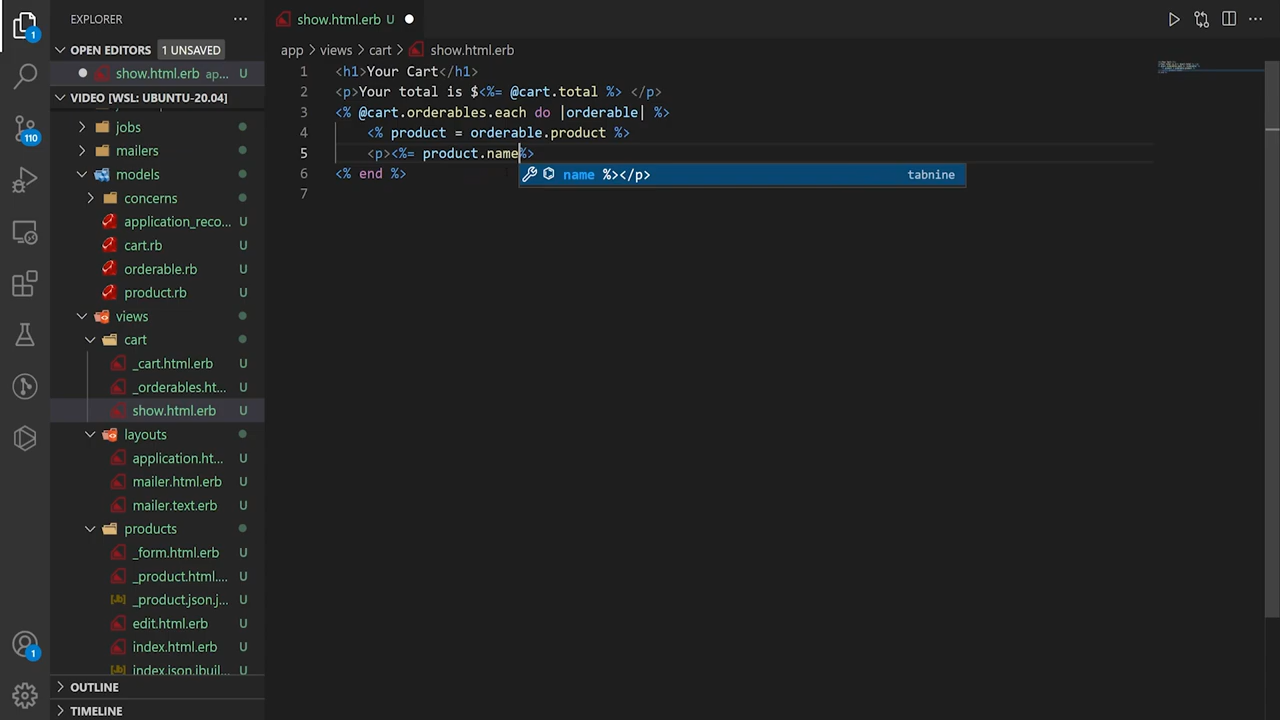 EXPLORER
show.html.erb U
OPEN EDITORS 1 UNSAVED
show.html.erb ap... U
VIDEO [WSL: UBUNTU-20.04]
jobs
mailers
models
concerns
application_reco... U
cart.rb U
orderable.rb U
product.rb U
views
cart
_cart.html.erb U
_orderables.ht... U
show.html.erb U
layouts
application.ht... U
mailer.html.erb U
mailer.text.erb U
products
_form.html.erb U
_product.html.... U
_product.json.j... U
edit.html.erb U
index.html.erb U
index.json.jbuil... U
OUTLINE
TIMELINE
1
110
1
app > views > cart > show.html.erb
1 <h1>Your Cart</h1>
2 <p>Your total is $<%= @cart.total %> </p>
3 <% @cart.orderables.each do |orderable| %>
4 <% product = orderable.product %>
5 <p><%= product.name%>
name %></p> tabnine
6 <% end %>
7